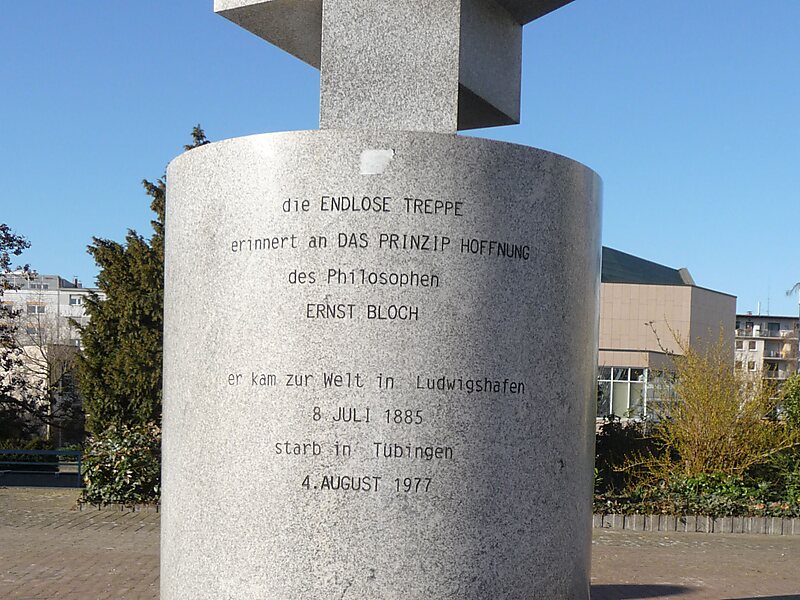 die ENDLOSE TREPPE
erinnert an DAS PRINZIP HOFFNUNG
des Philosophen
ERNST BLOCH
er kam zur Welt in Ludwigshafen
8 JULI 1885
starb in Tübingen
4.AUGUST 1977